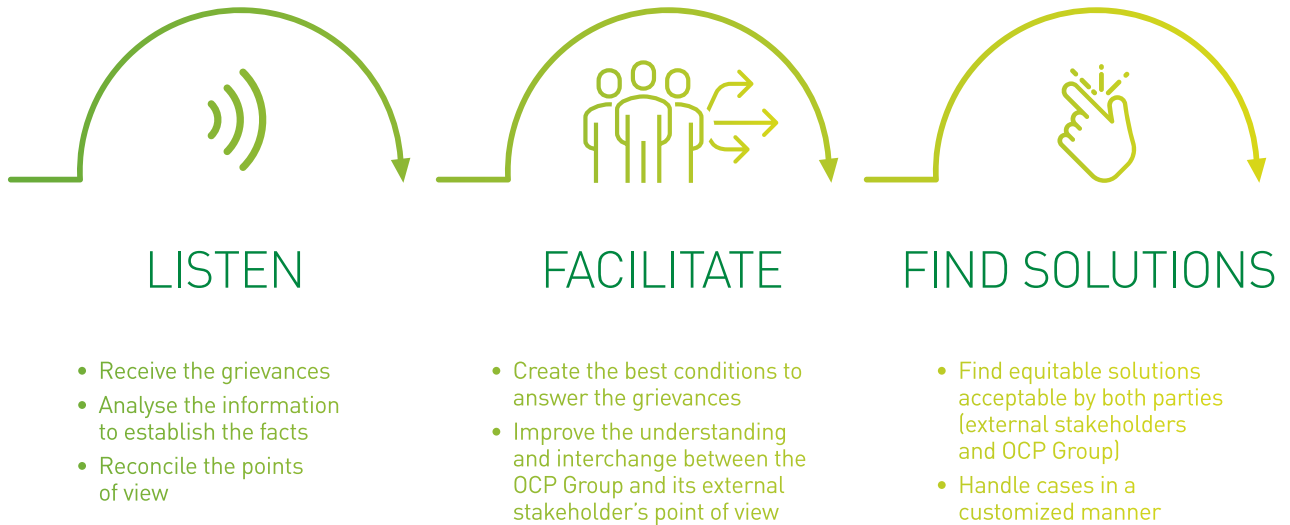 LISTEN
• Receive the grievances
• Analyse the information
to establish the facts
• Reconcile the points
of view
FACILITATE
• Create the best conditions to
answer the grievances
• Improve the understanding
and interchange between the
OCP Group and its external
stakeholder's point of view
FIND SOLUTIONS
• Find equitable solutions
acceptable by both parties
(external stakeholders
and OCP Group)
• Handle cases in a
customized manner